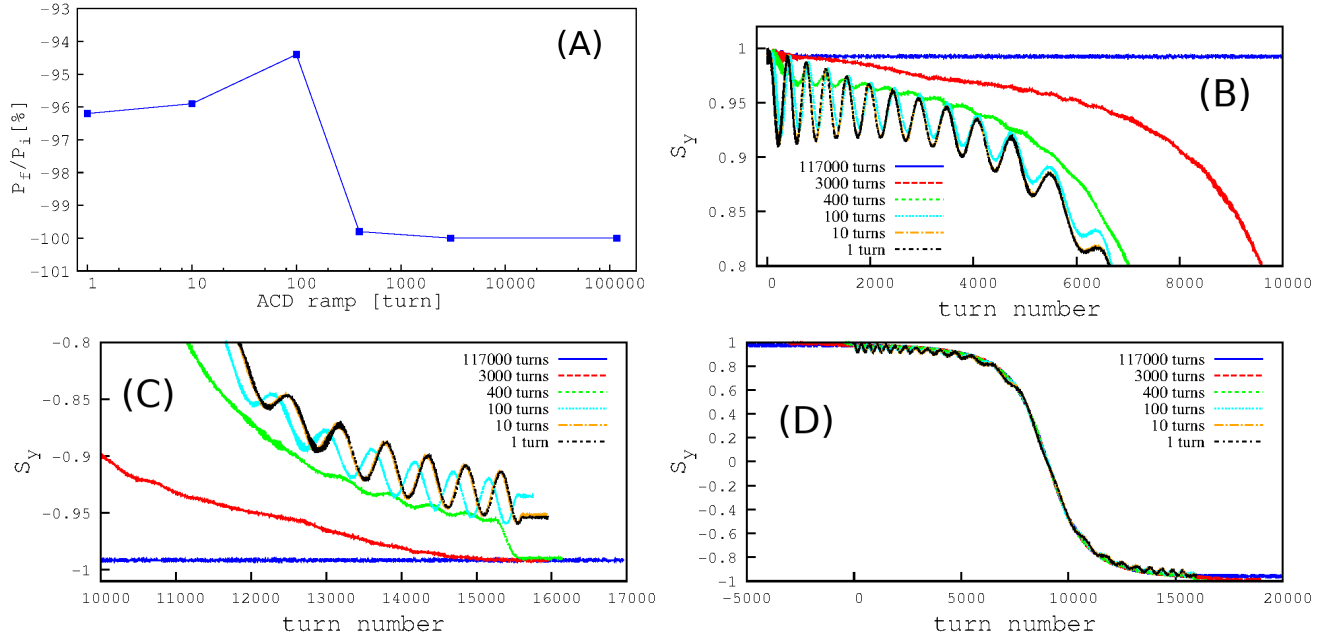 −93
−94
−95
−96
−97
−98
−99
−100
−101
P_f/P_i[%]
(A)
1 10 100 1000 10000 100000
ACD ramp [turn]
1
0.95
0.9
0.85
0.8
S_y
(B)
117000 turns
3000 turns
400 turns
100 turns
10 turns
1 turn
0 2000 4000 6000 8000 10000
turn number
−0.8
−0.85
−0.9
−0.95
−1
S_y
(C)
117000 turns
3000 turns
400 turns
100 turns
10 turns
1 turn
10000 11000 12000 13000 14000 15000 16000 17000
turn number
1
0.8
0.6
0.4
0.2
0
−0.2
−0.4
−0.6
−0.8
−1
S_y
(D)
117000 turns
3000 turns
400 turns
100 turns
10 turns
1 turn
−5000 0 5000 10000 15000 20000
turn number